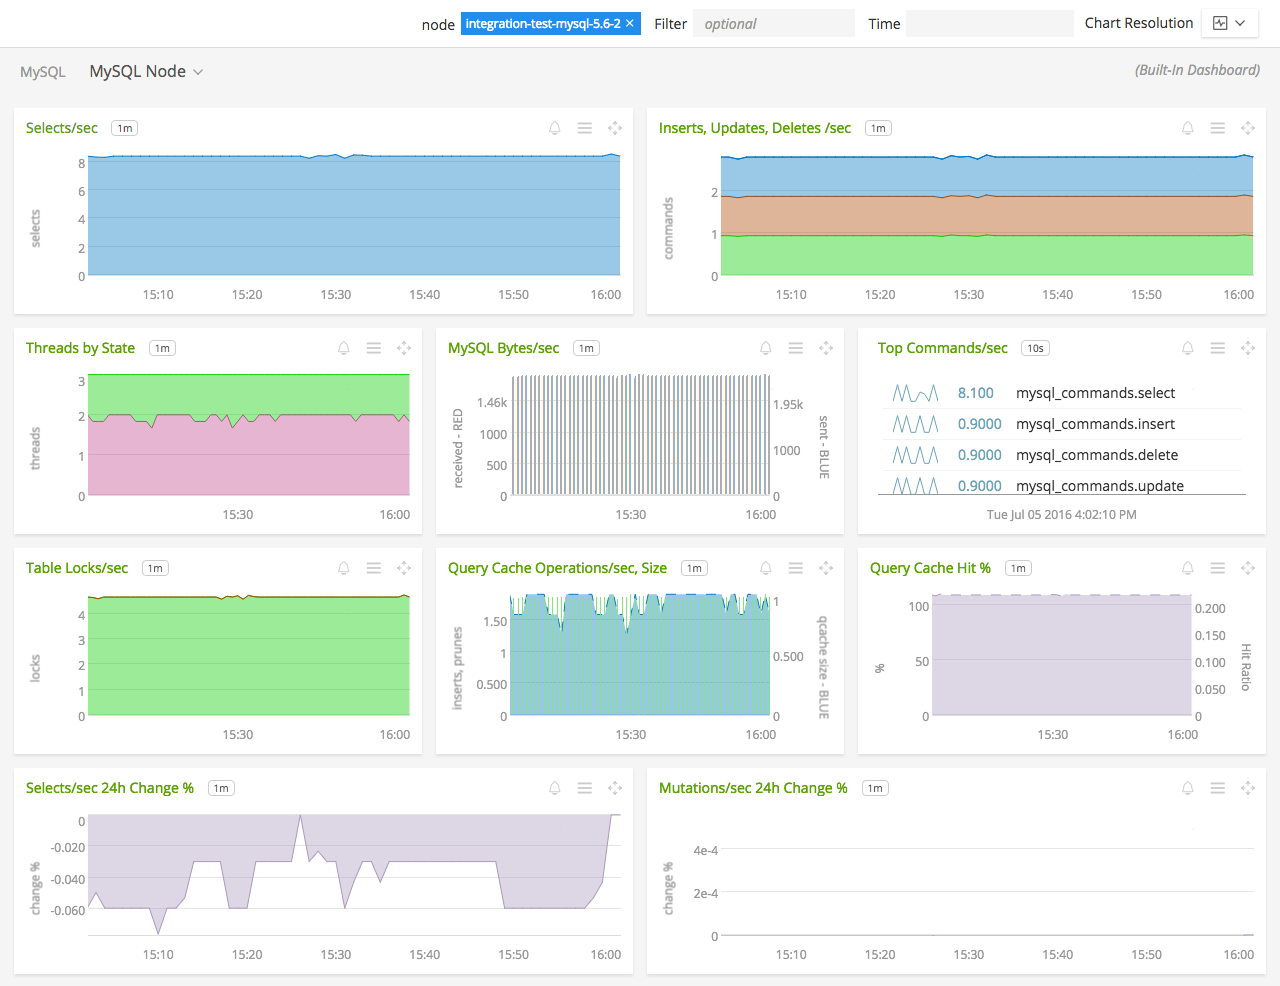 node integration-test-mysql-5.6-2 × Filter optional Time Chart Resolution
MySQL MySQL Node (Built-In Dashboard)
Selects/sec 1m
8
6
4
2
0
selects
15:10 15:20 15:30 15:40 15:50 16:00
Inserts, Updates, Deletes /sec 1m
2
1
0
commands
15:10 15:20 15:30 15:40 15:50 16:00
Threads by State 1m
3
2
1
0
threads
15:30 16:00
MySQL Bytes/sec 1m
1.46k
1000
500
0
received - RED
1.95k
1000
0
sent - BLUE
15:30 16:00
Top Commands/sec 10s
8.100 mysql_commands.select
0.9000 mysql_commands.insert
0.9000 mysql_commands.delete
0.9000 mysql_commands.update
Tue Jul 05 2016 4:02:10 PM
Table Locks/sec 1m
4
3
2
1
0
locks
15:30 16:00
Query Cache Operations/sec, Size 1m
1.50
1
0.500
0
inserts, prunes
1
0.500
0
qcache size - BLUE
15:30 16:00
Query Cache Hit % 1m
100
50
0
%
0.200
0.150
0.100
0.050
0
Hit Ratio
15:30 16:00
Selects/sec 24h Change % 1m
0
-0.020
-0.040
-0.060
change %
15:10 15:20 15:30 15:40 15:50 16:00
Mutations/sec 24h Change % 1m
4e-4
2e-4
0
change %
15:10 15:20 15:30 15:40 15:50 16:00